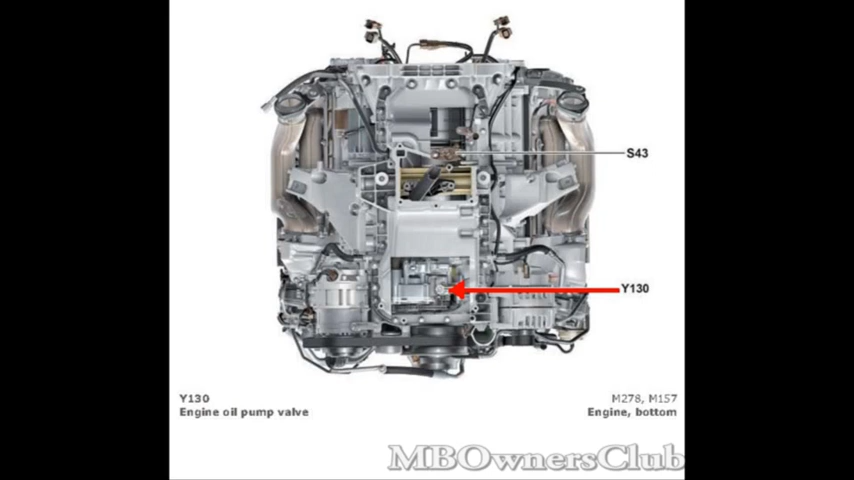 S43
Y130
Y130
Engine oil pump valve
M278, M157
Engine, bottom
MBOwnersClub